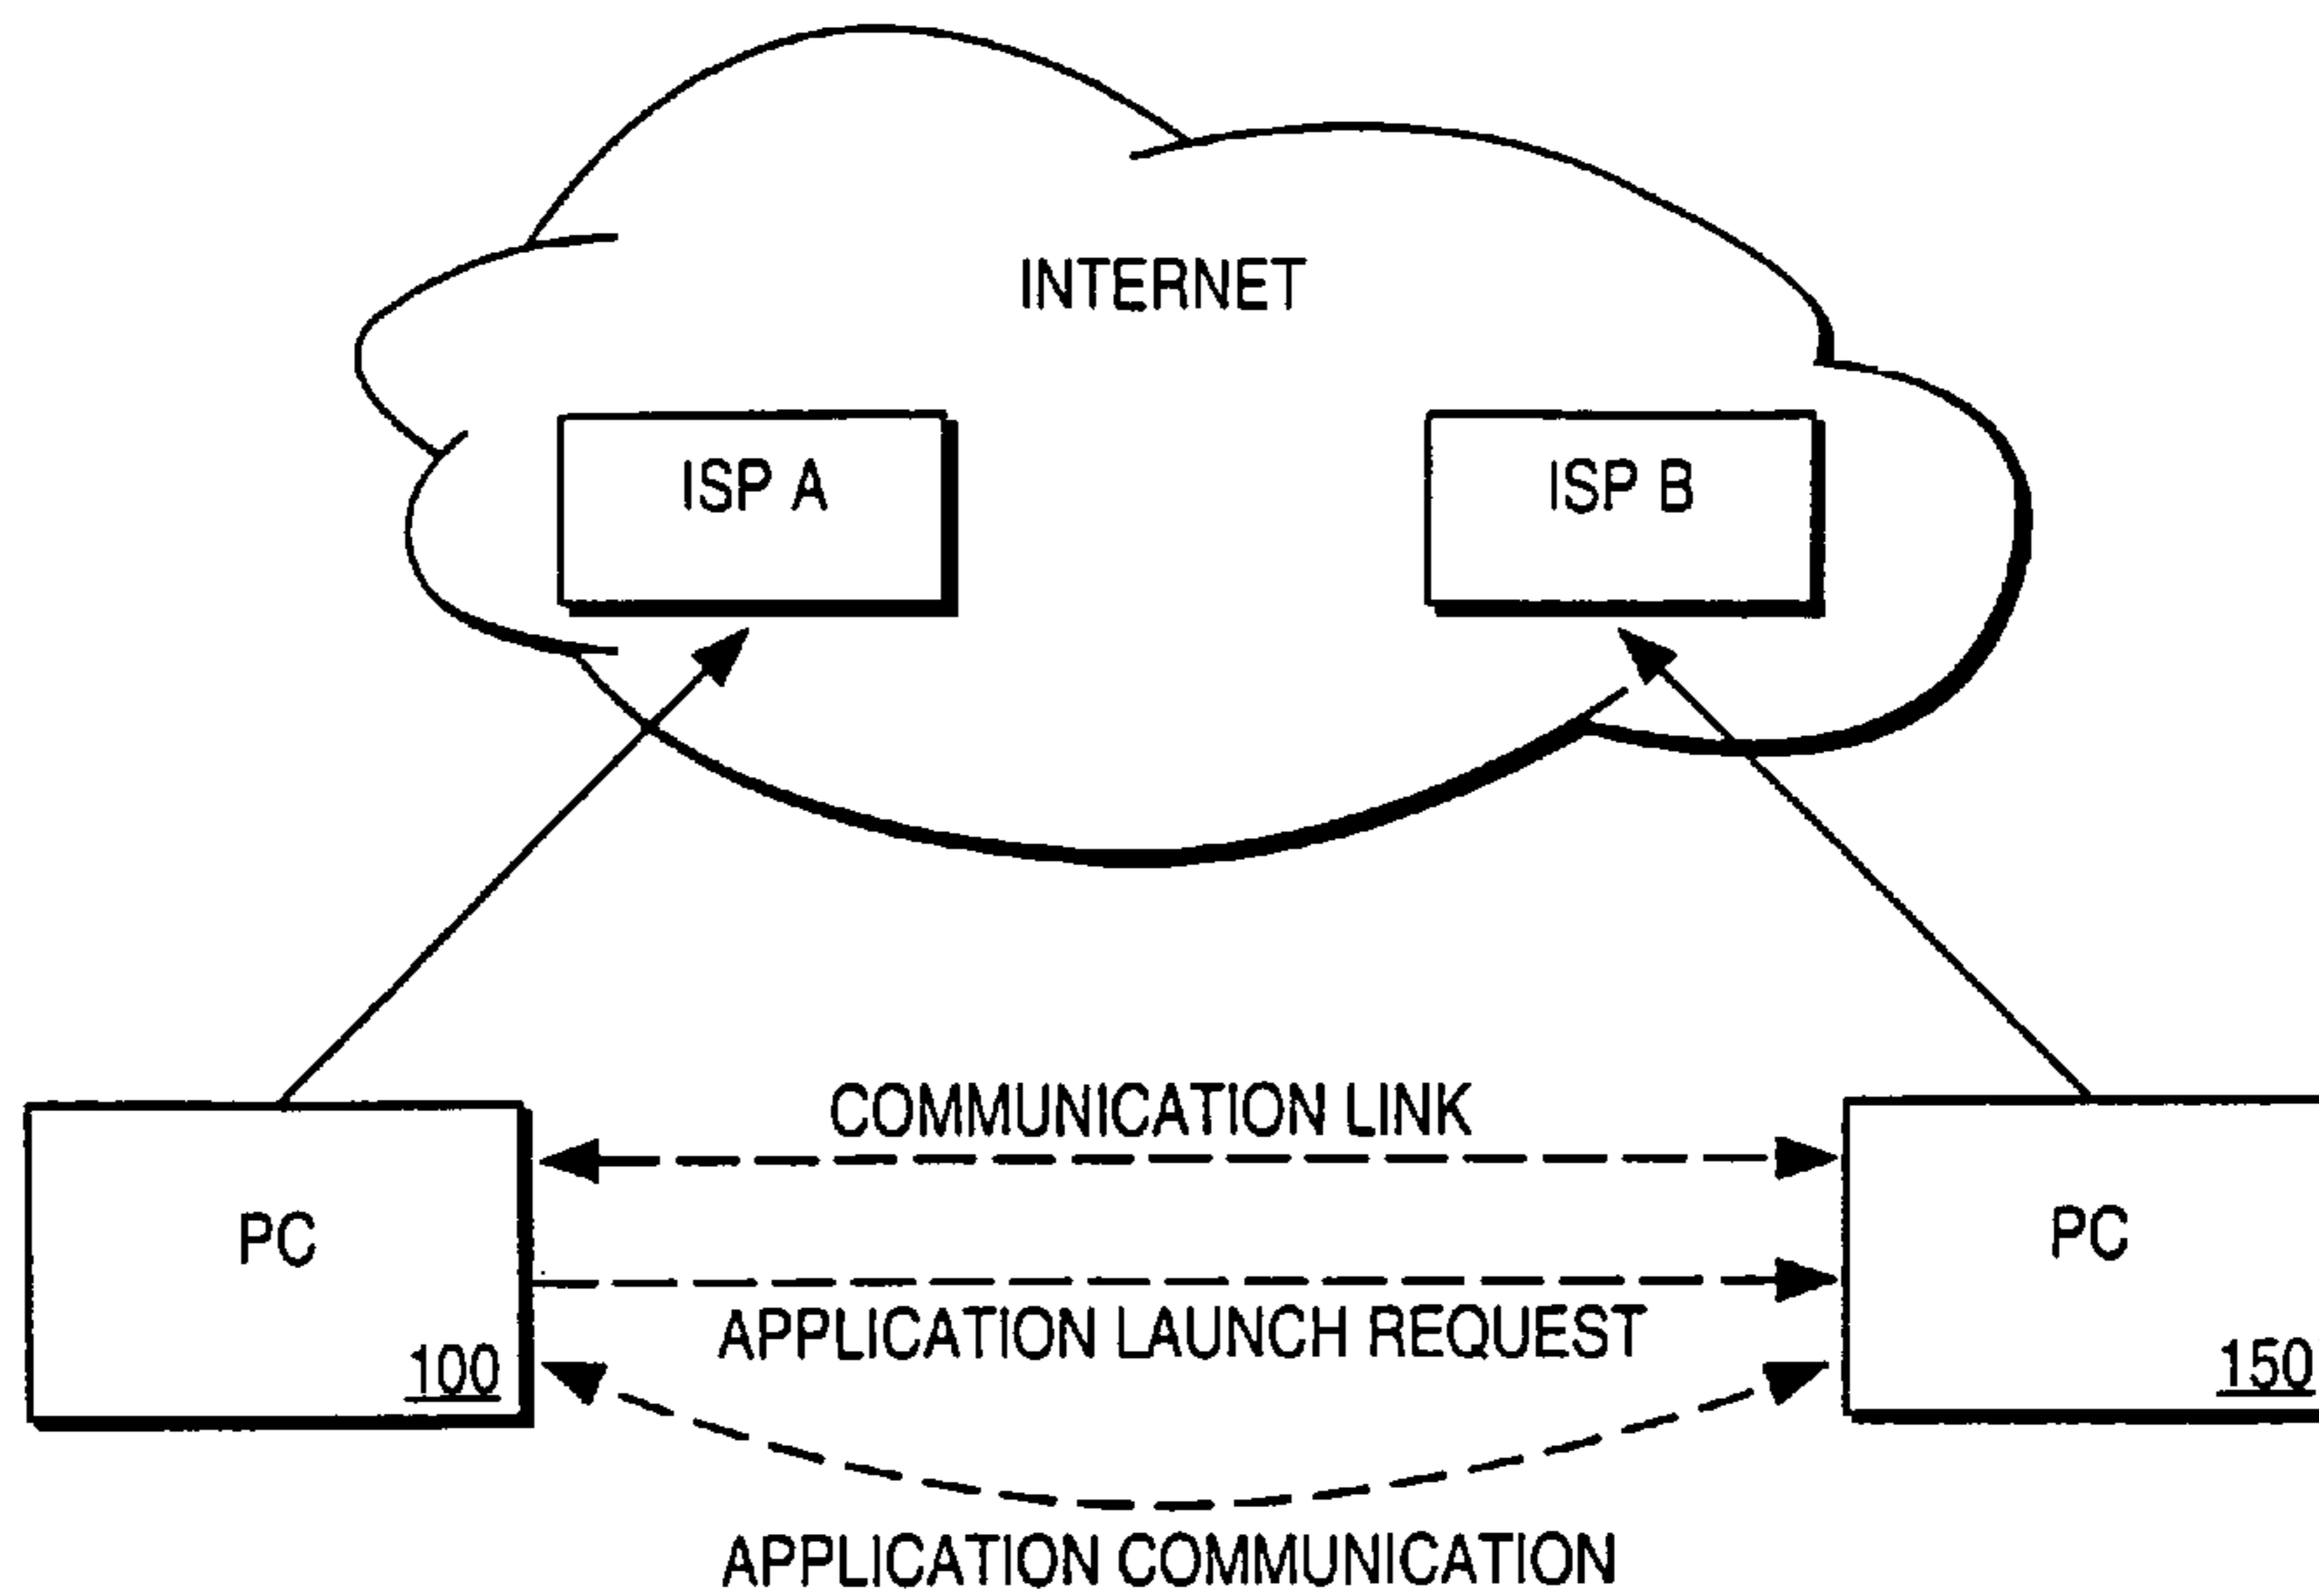 INTERNET
ISP A
ISP B
COMMUNICATION LINK
PC
PC
APPLICATION LAUNCH REQUEST
100
150
APPLICATION COMMUNICATION